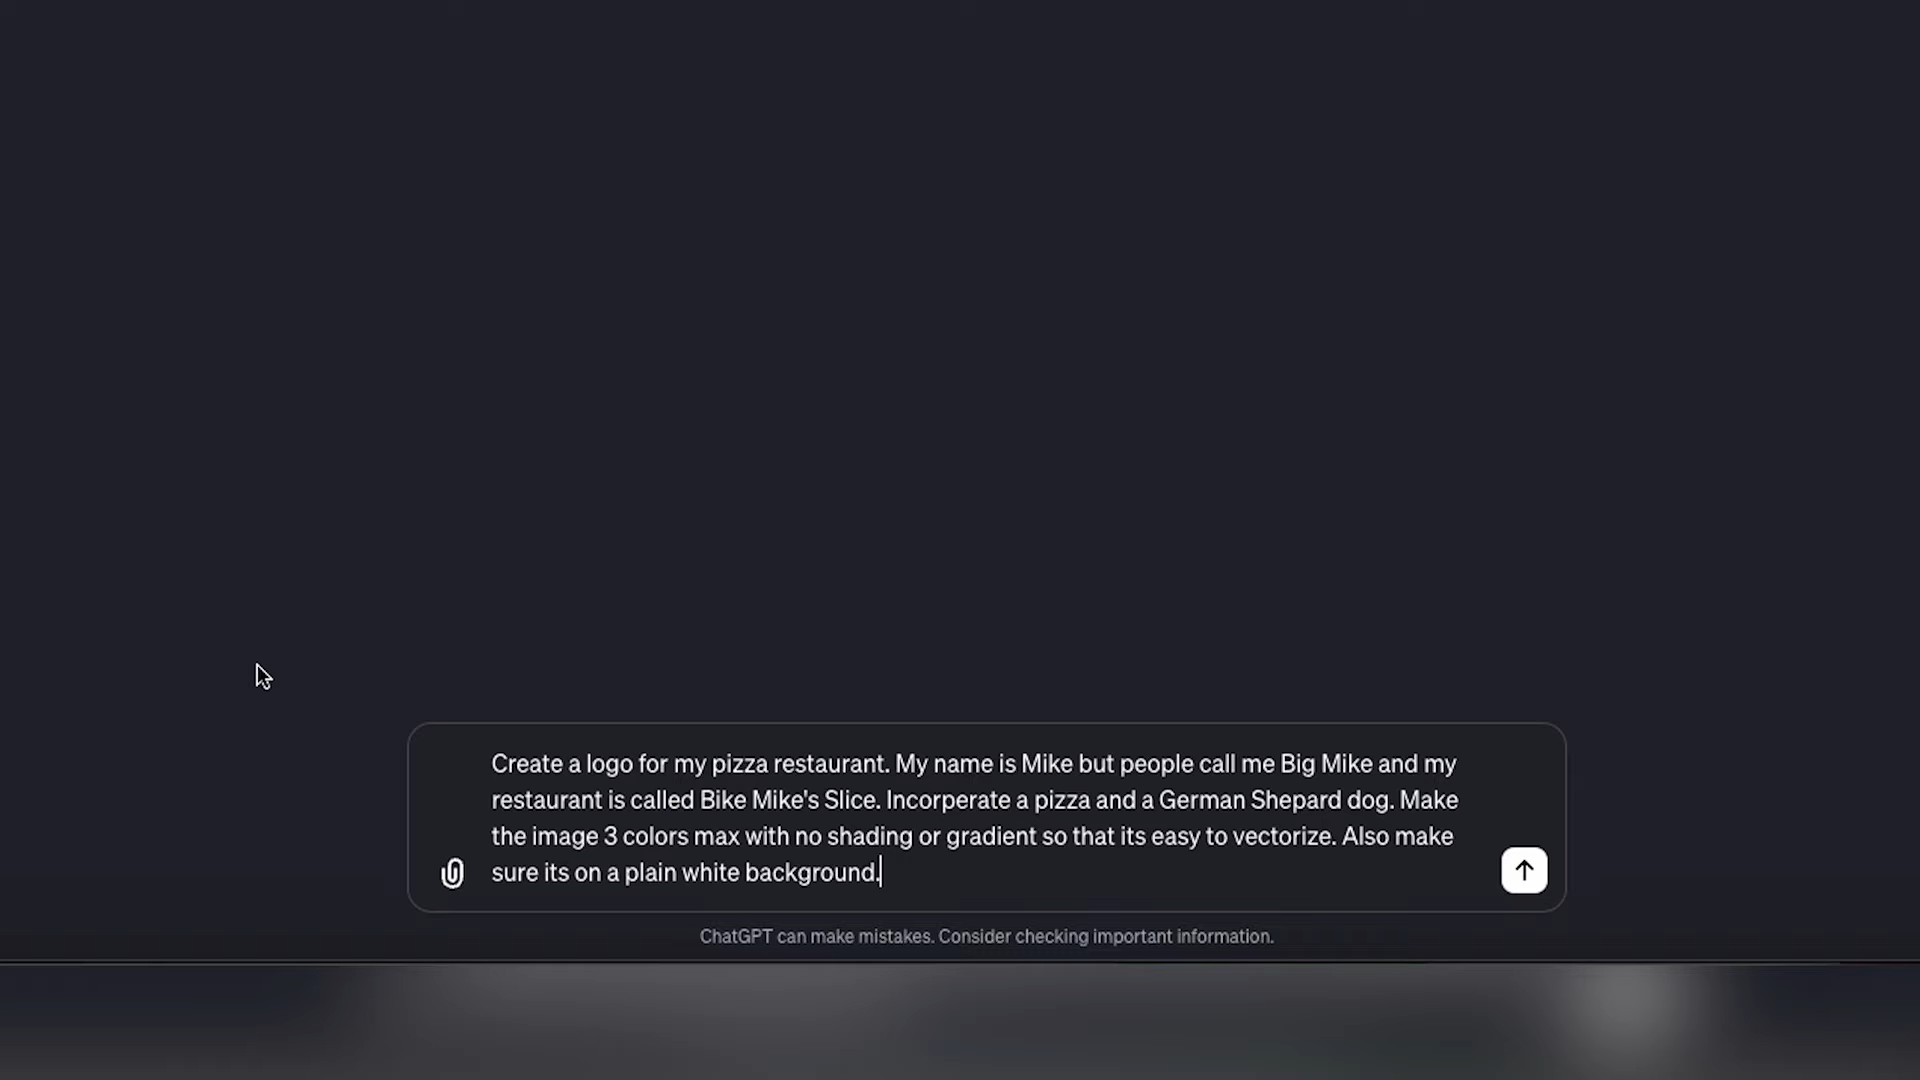 Create a logo for my pizza restaurant. My name is Mike but people call me Big Mike and my
restaurant is called Bike Mike's Slice. Incorperate a pizza and a German Shepard dog. Make
the image 3 colors max with no shading or gradient so that its easy to vectorize. Also make
sure its on a plain white background.
ChatGPT can make mistakes. Consider checking important information.